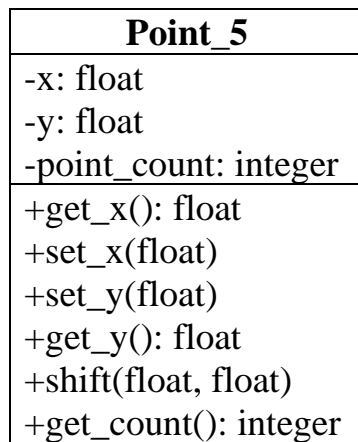 Point_5
-x: float
-y: float
-point_count: integer
+get_x(): float
+set_x(float)
+set_y(float)
+get_y(): float
+shift(float, float)
+get_count(): integer